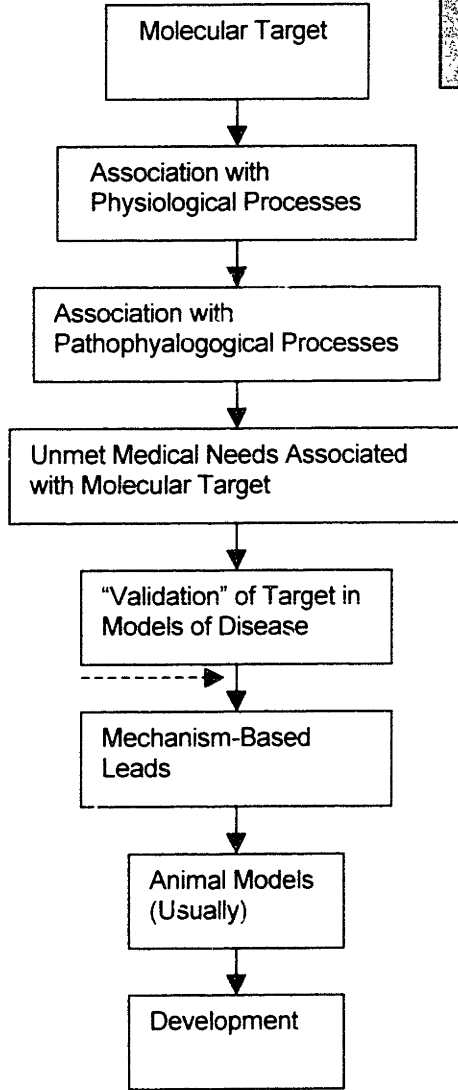 Molecular Target
Association with
Physiological Processes
Association with
Pathophyalogogical Processes
Unmet Medical Needs Associated
with Molecular Target
“Validation” of Target in
Models of Disease
Mechanism-Based
Leads
Animal Models
(Usually)
Development